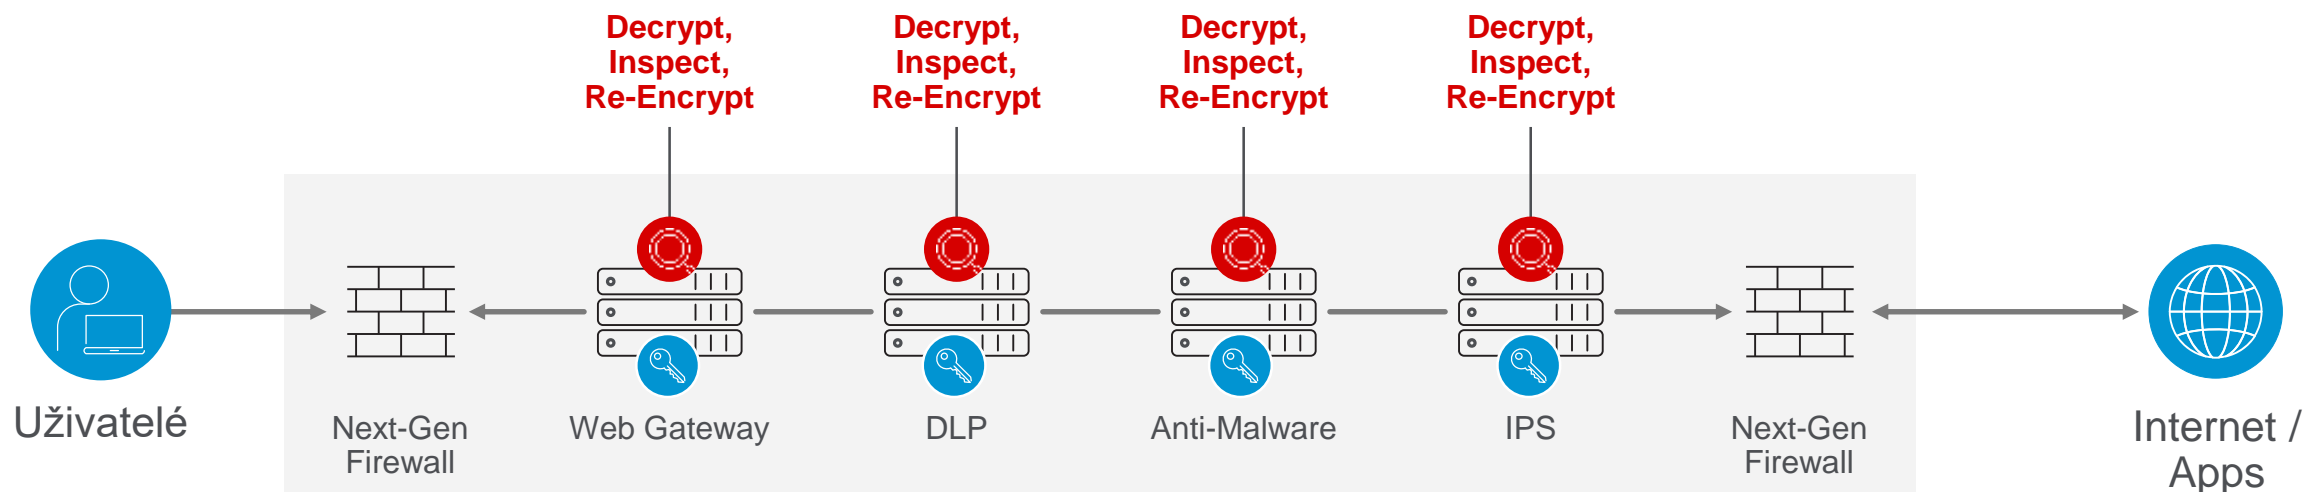 Decrypt,
Inspect,
Re-Encrypt
Decrypt,
Inspect,
Re-Encrypt
Decrypt,
Inspect,
Re-Encrypt
Decrypt,
Inspect,
Re-Encrypt
Uživatelé
Next-Gen
Firewall
Web Gateway
DLP
Anti-Malware
IPS
Next-Gen
Firewall
Internet /
Apps